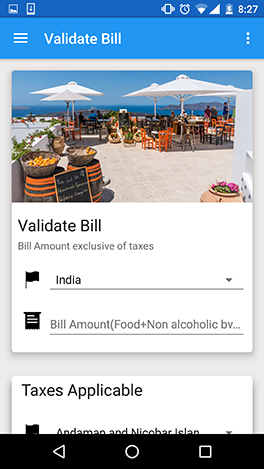 8:27
Validate Bill
Validate Bill
Bill Amount exclusive of taxes
India
Bill Amount(Food+Non alcoholic bv...
Taxes Applicable
Andaman and Nicobar Islan